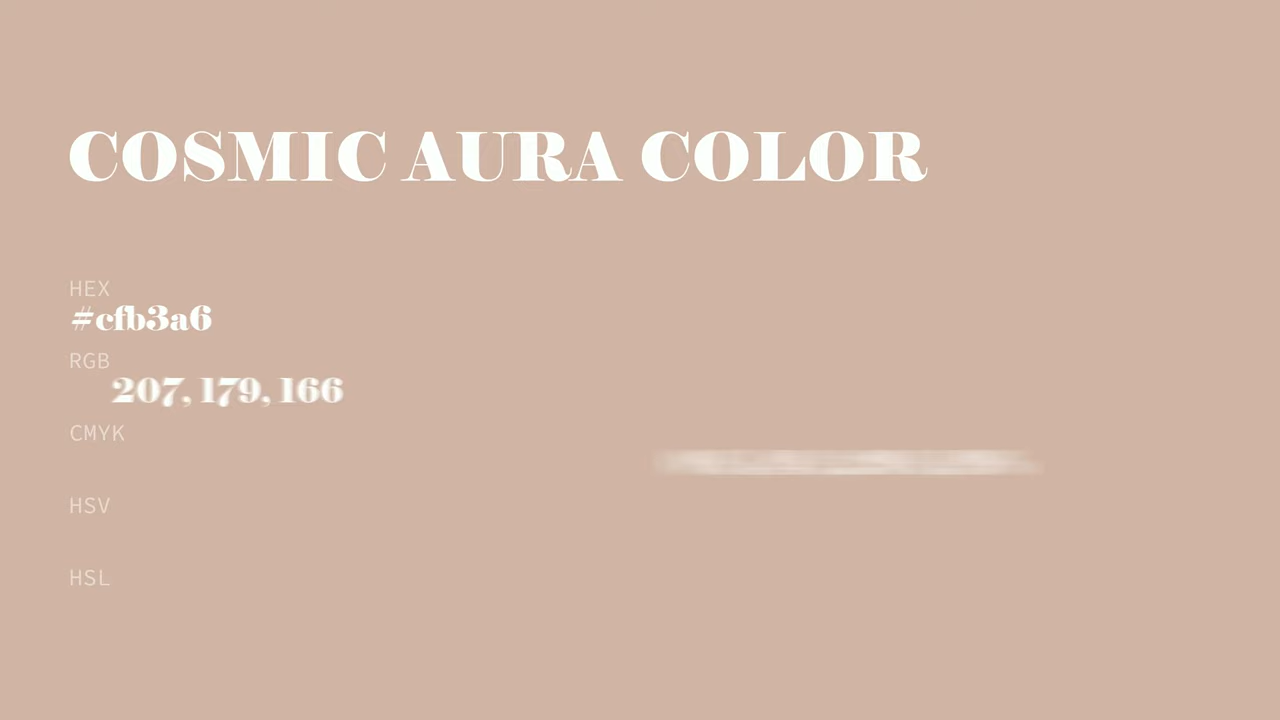 COSMIC AURA COLOR
HEX
#cfb3a6
RGB
207, 179, 166
CMYK
HSV
HSL